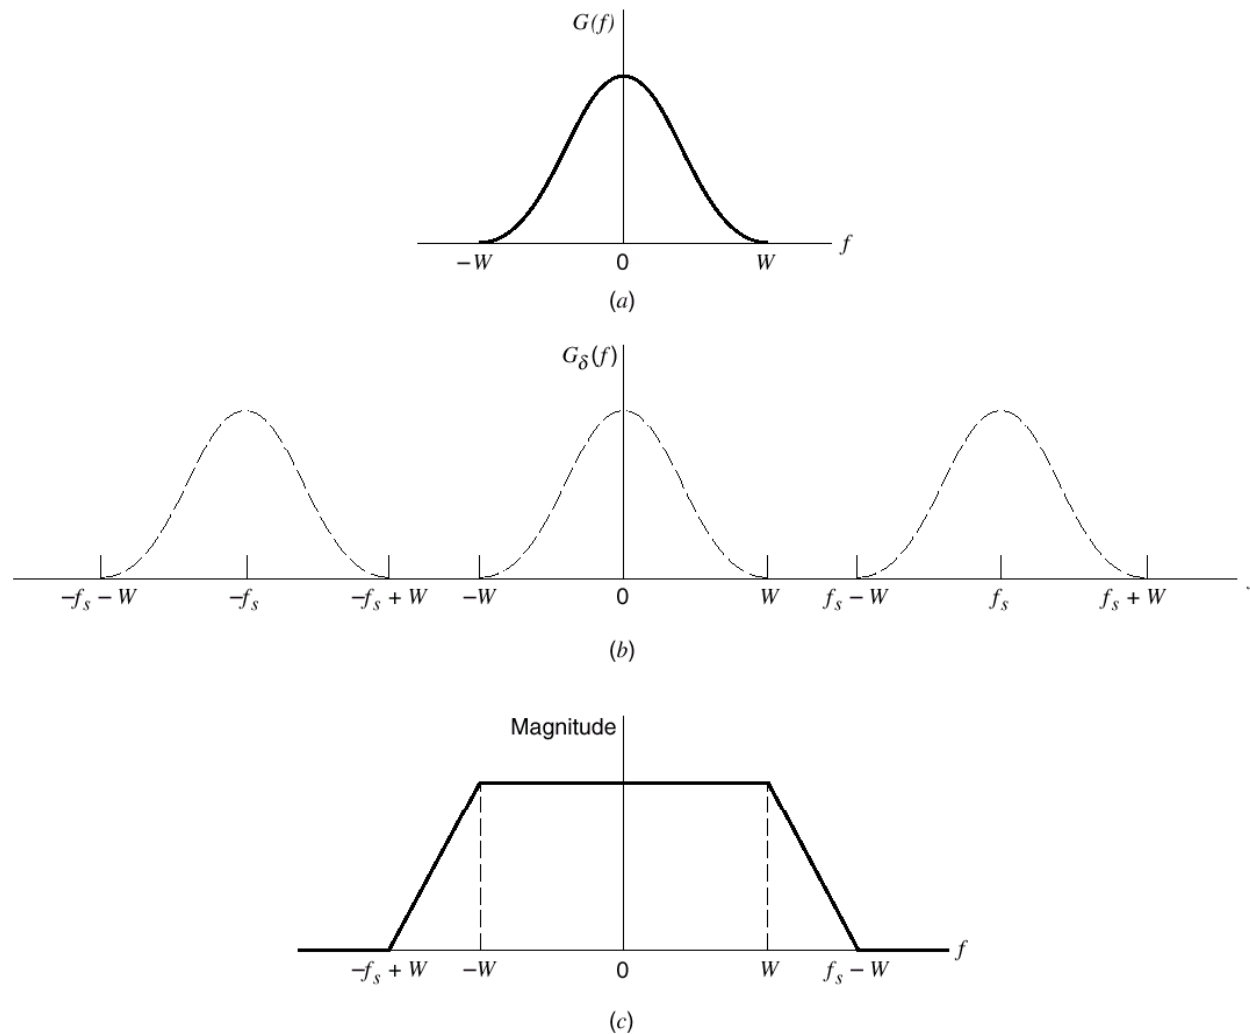 G(f)
−W 0 W f
(a)
G_δ(f)
−f_s − W −f_s −f_s + W −W 0 W f_s − W f_s f_s + W
(b)
Magnitude
f
−f_s + W −W 0 W f_s − W
(c)